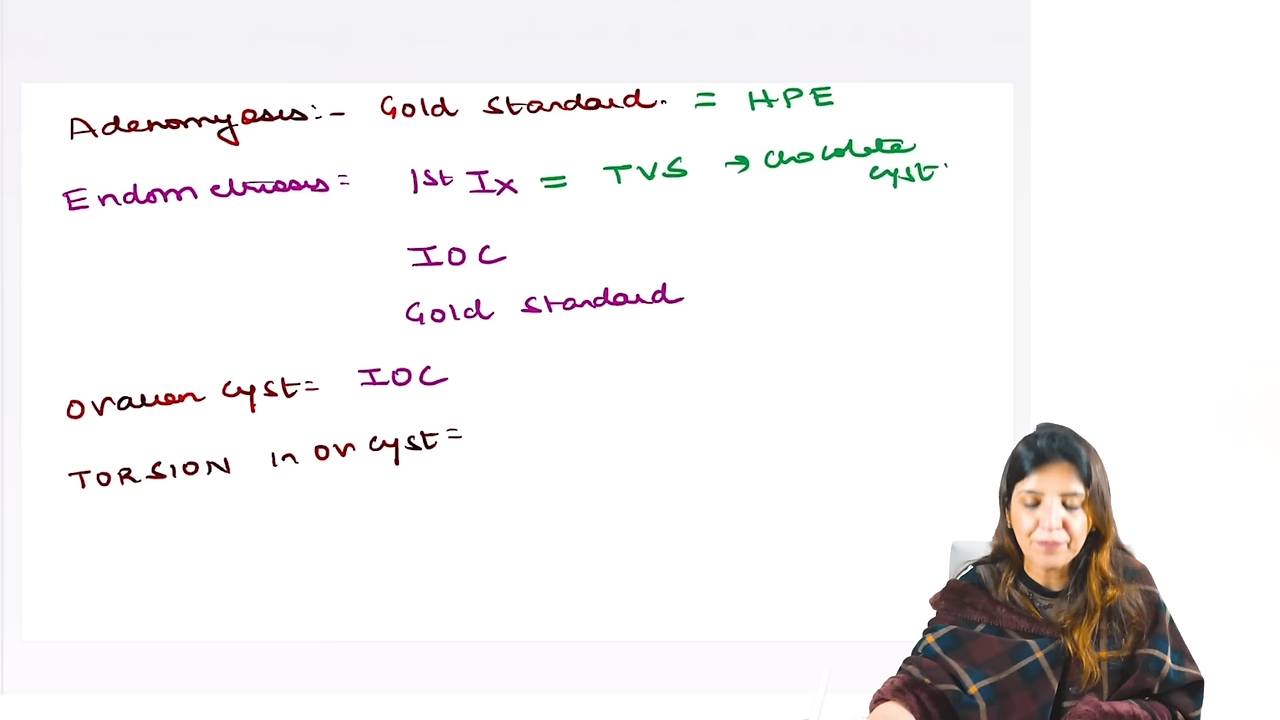 Adenomyosis:- Gold Standard. = HPE
Endometriosis = 1st Ix = TVS → chocolate cyst.
IOC
Gold Standard
Ovarian cyst = IOC
TORSION in ov cyst =